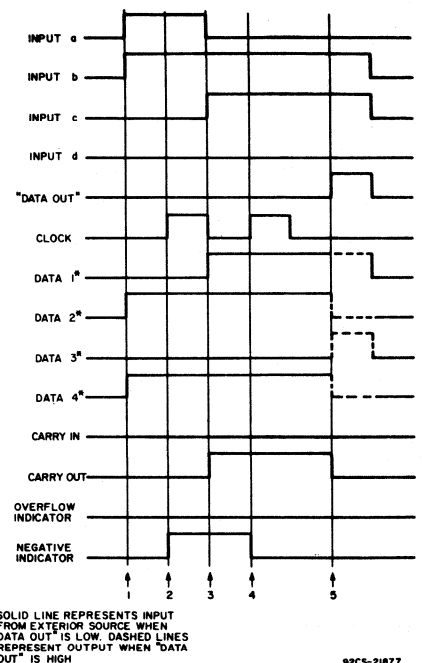 INPUT a
INPUT b
INPUT c
INPUT d
"DATA OUT"
CLOCK
DATA 1*
DATA 2*
DATA 3*
DATA 4*
CARRY IN
CARRY OUT
OVERFLOW
INDICATOR
NEGATIVE
INDICATOR
1 2 3 4 5
SOLID LINE REPRESENTS INPUT
FROM EXTERIOR SOURCE WHEN
DATA OUT" IS LOW. DASHED LINES
REPRESENT OUTPUT WHEN "DATA
OUT" IS HIGH
92CS-21877